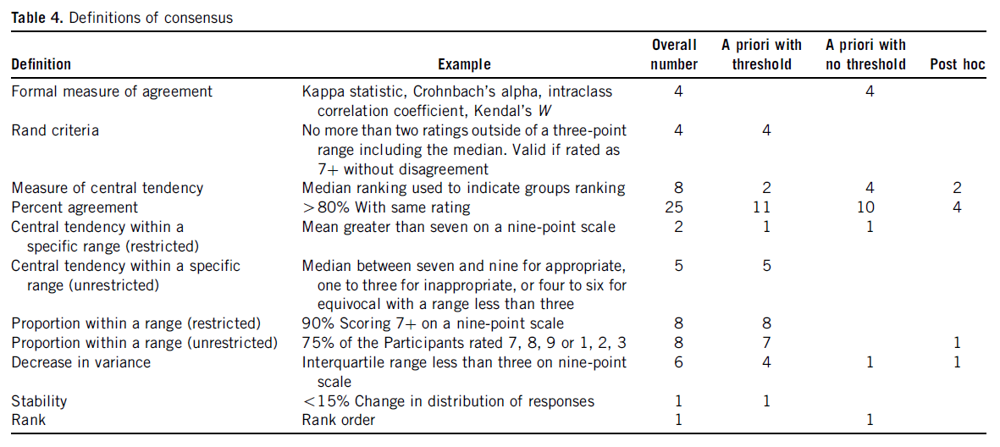 Table 4. Definitions of consensus
Overall A priori with A priori with
Definition Example number threshold no threshold Post hoc
Formal measure of agreement Kappa statistic, Crohnbach's alpha, intraclass 4 4
correlation coefficient, Kendal's W
Rand criteria No more than two ratings outside of a three-point 4 4
range including the median. Valid if rated as
7+ without disagreement
Measure of central tendency Median ranking used to indicate groups ranking 8 2 4 2
Percent agreement >80% With same rating 25 11 10 4
Central tendency within a Mean greater than seven on a nine-point scale 2 1 1
specific range (restricted)
Central tendency within a specific Median between seven and nine for appropriate, 5 5
range (unrestricted) one to three for inappropriate, or four to six for
equivocal with a range less than three
Proportion within a range (restricted) 90% Scoring 7+ on a nine-point scale 8 8
Proportion within a range (unrestricted) 75% of the Participants rated 7, 8, 9 or 1, 2, 3 8 7 1
Decrease in variance Interquartile range less than three on nine-point 6 4 1 1
scale
Stability <15% Change in distribution of responses 1 1
Rank Rank order 1 1